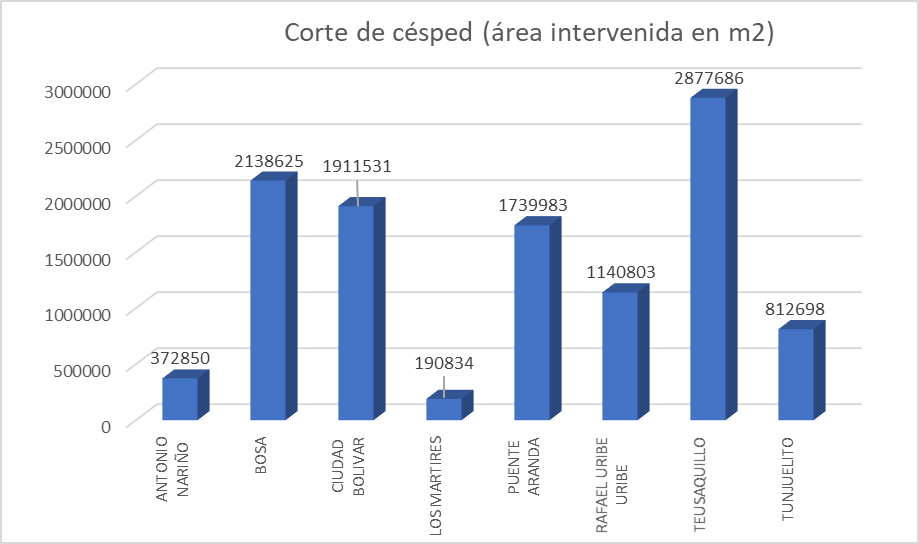 Corte de césped (área intervenida en m2)
3000000
2500000
2000000
1500000
1000000
500000
0
372850
2138625
1911531
190834
1739983
1140803
2877686
812698
ANTONIO
NARIÑO
BOSA
CIUDAD
BOLIVAR
LOS MARTIRES
PUENTE
ARANDA
RAFAEL URIBE
URIBE
TEUSAQUILLO
TUNJUELITO